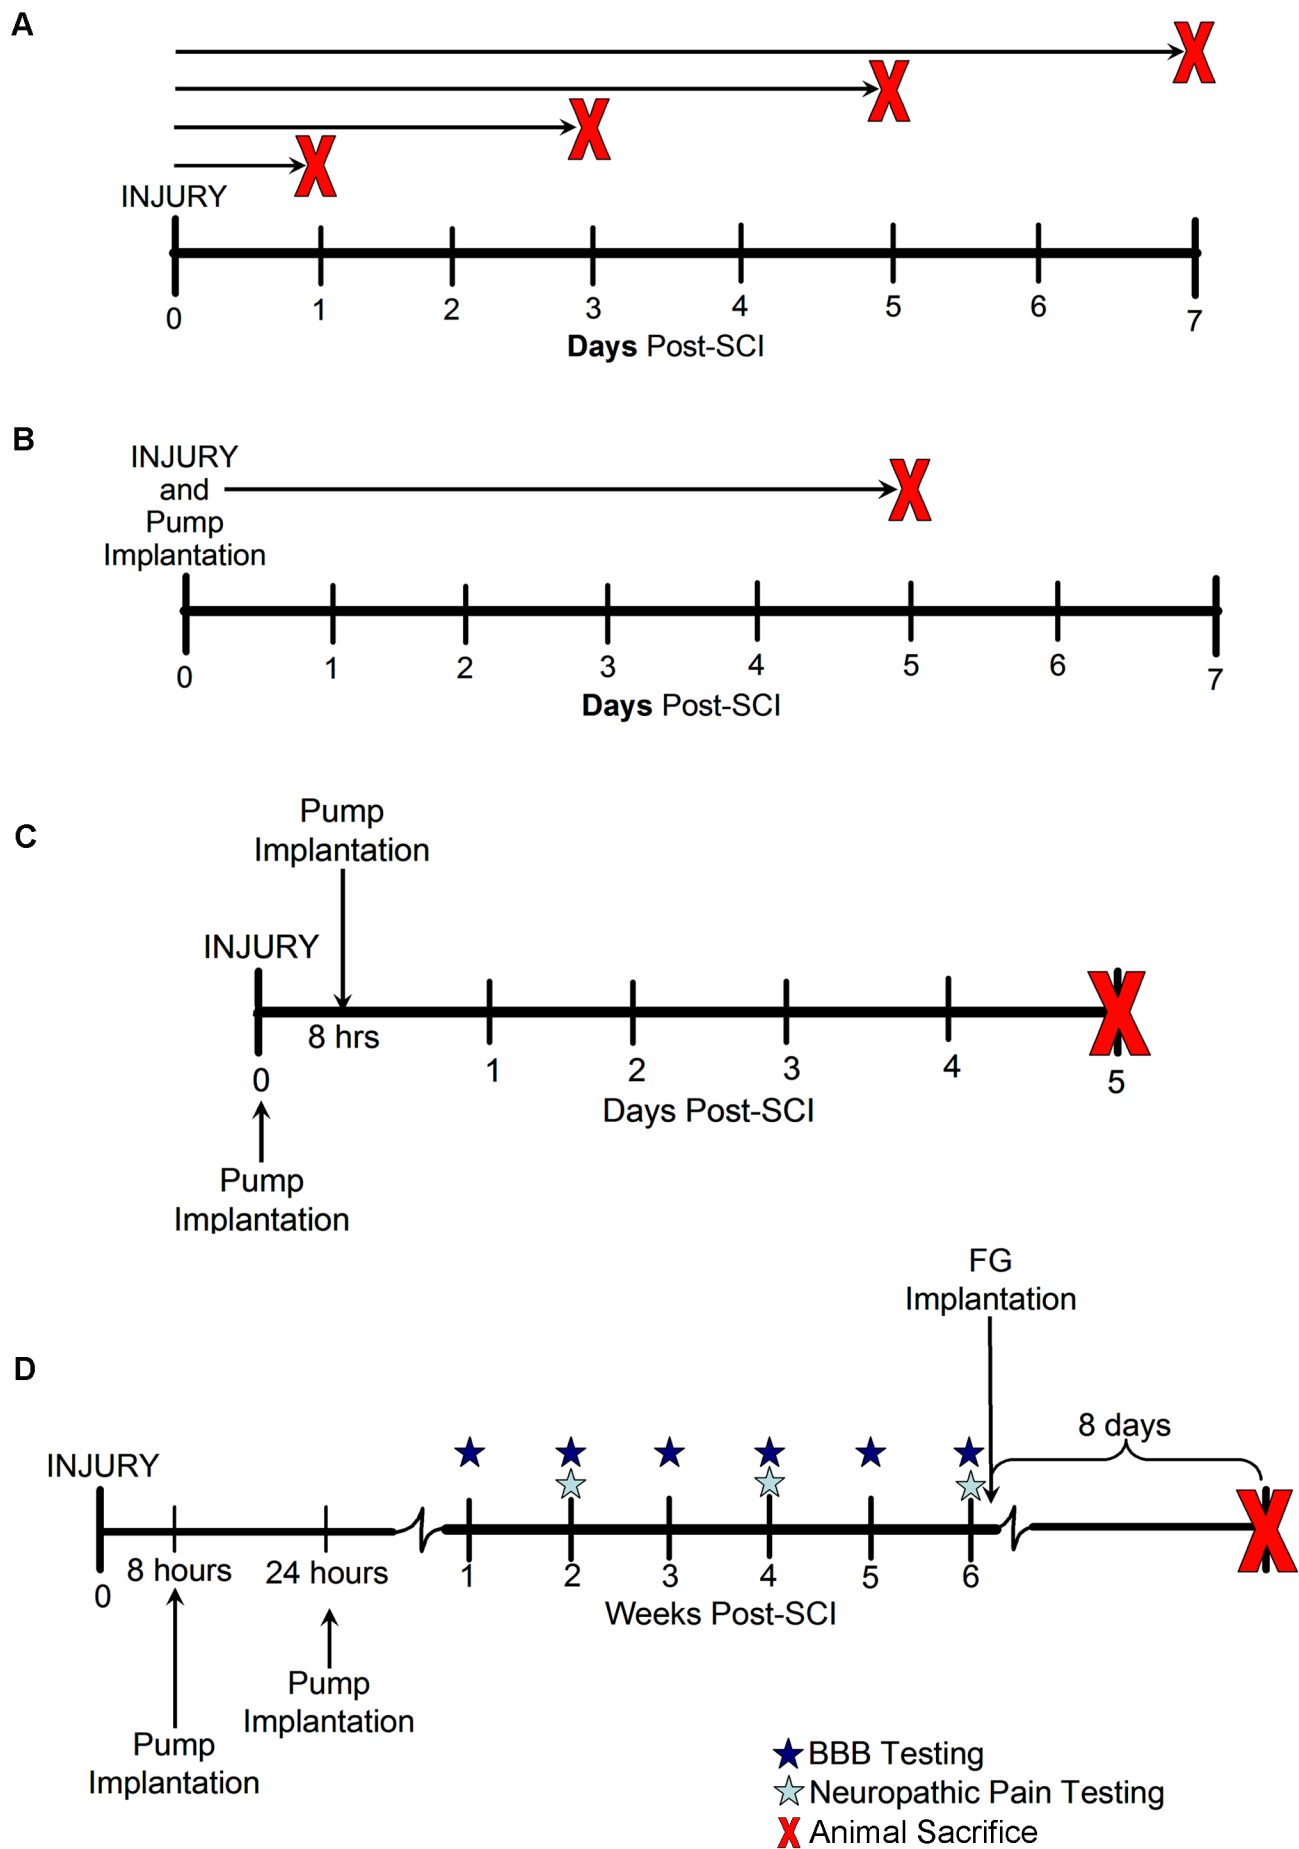 A
INJURY
0 1 2 3 4 5 6 7
Days Post-SCI
B
INJURY
and
Pump
Implantation
0 1 2 3 4 5 6 7
Days Post-SCI
C
Pump
Implantation
INJURY
8 hrs
0 1 2 3 4 5
Days Post-SCI
Pump
Implantation
FG
Implantation
D
8 days
INJURY
0 8 hours 24 hours 1 2 3 4 5 6
Weeks Post-SCI
Pump
Implantation
Pump
Implantation
BBB Testing
Neuropathic Pain Testing
Animal Sacrifice